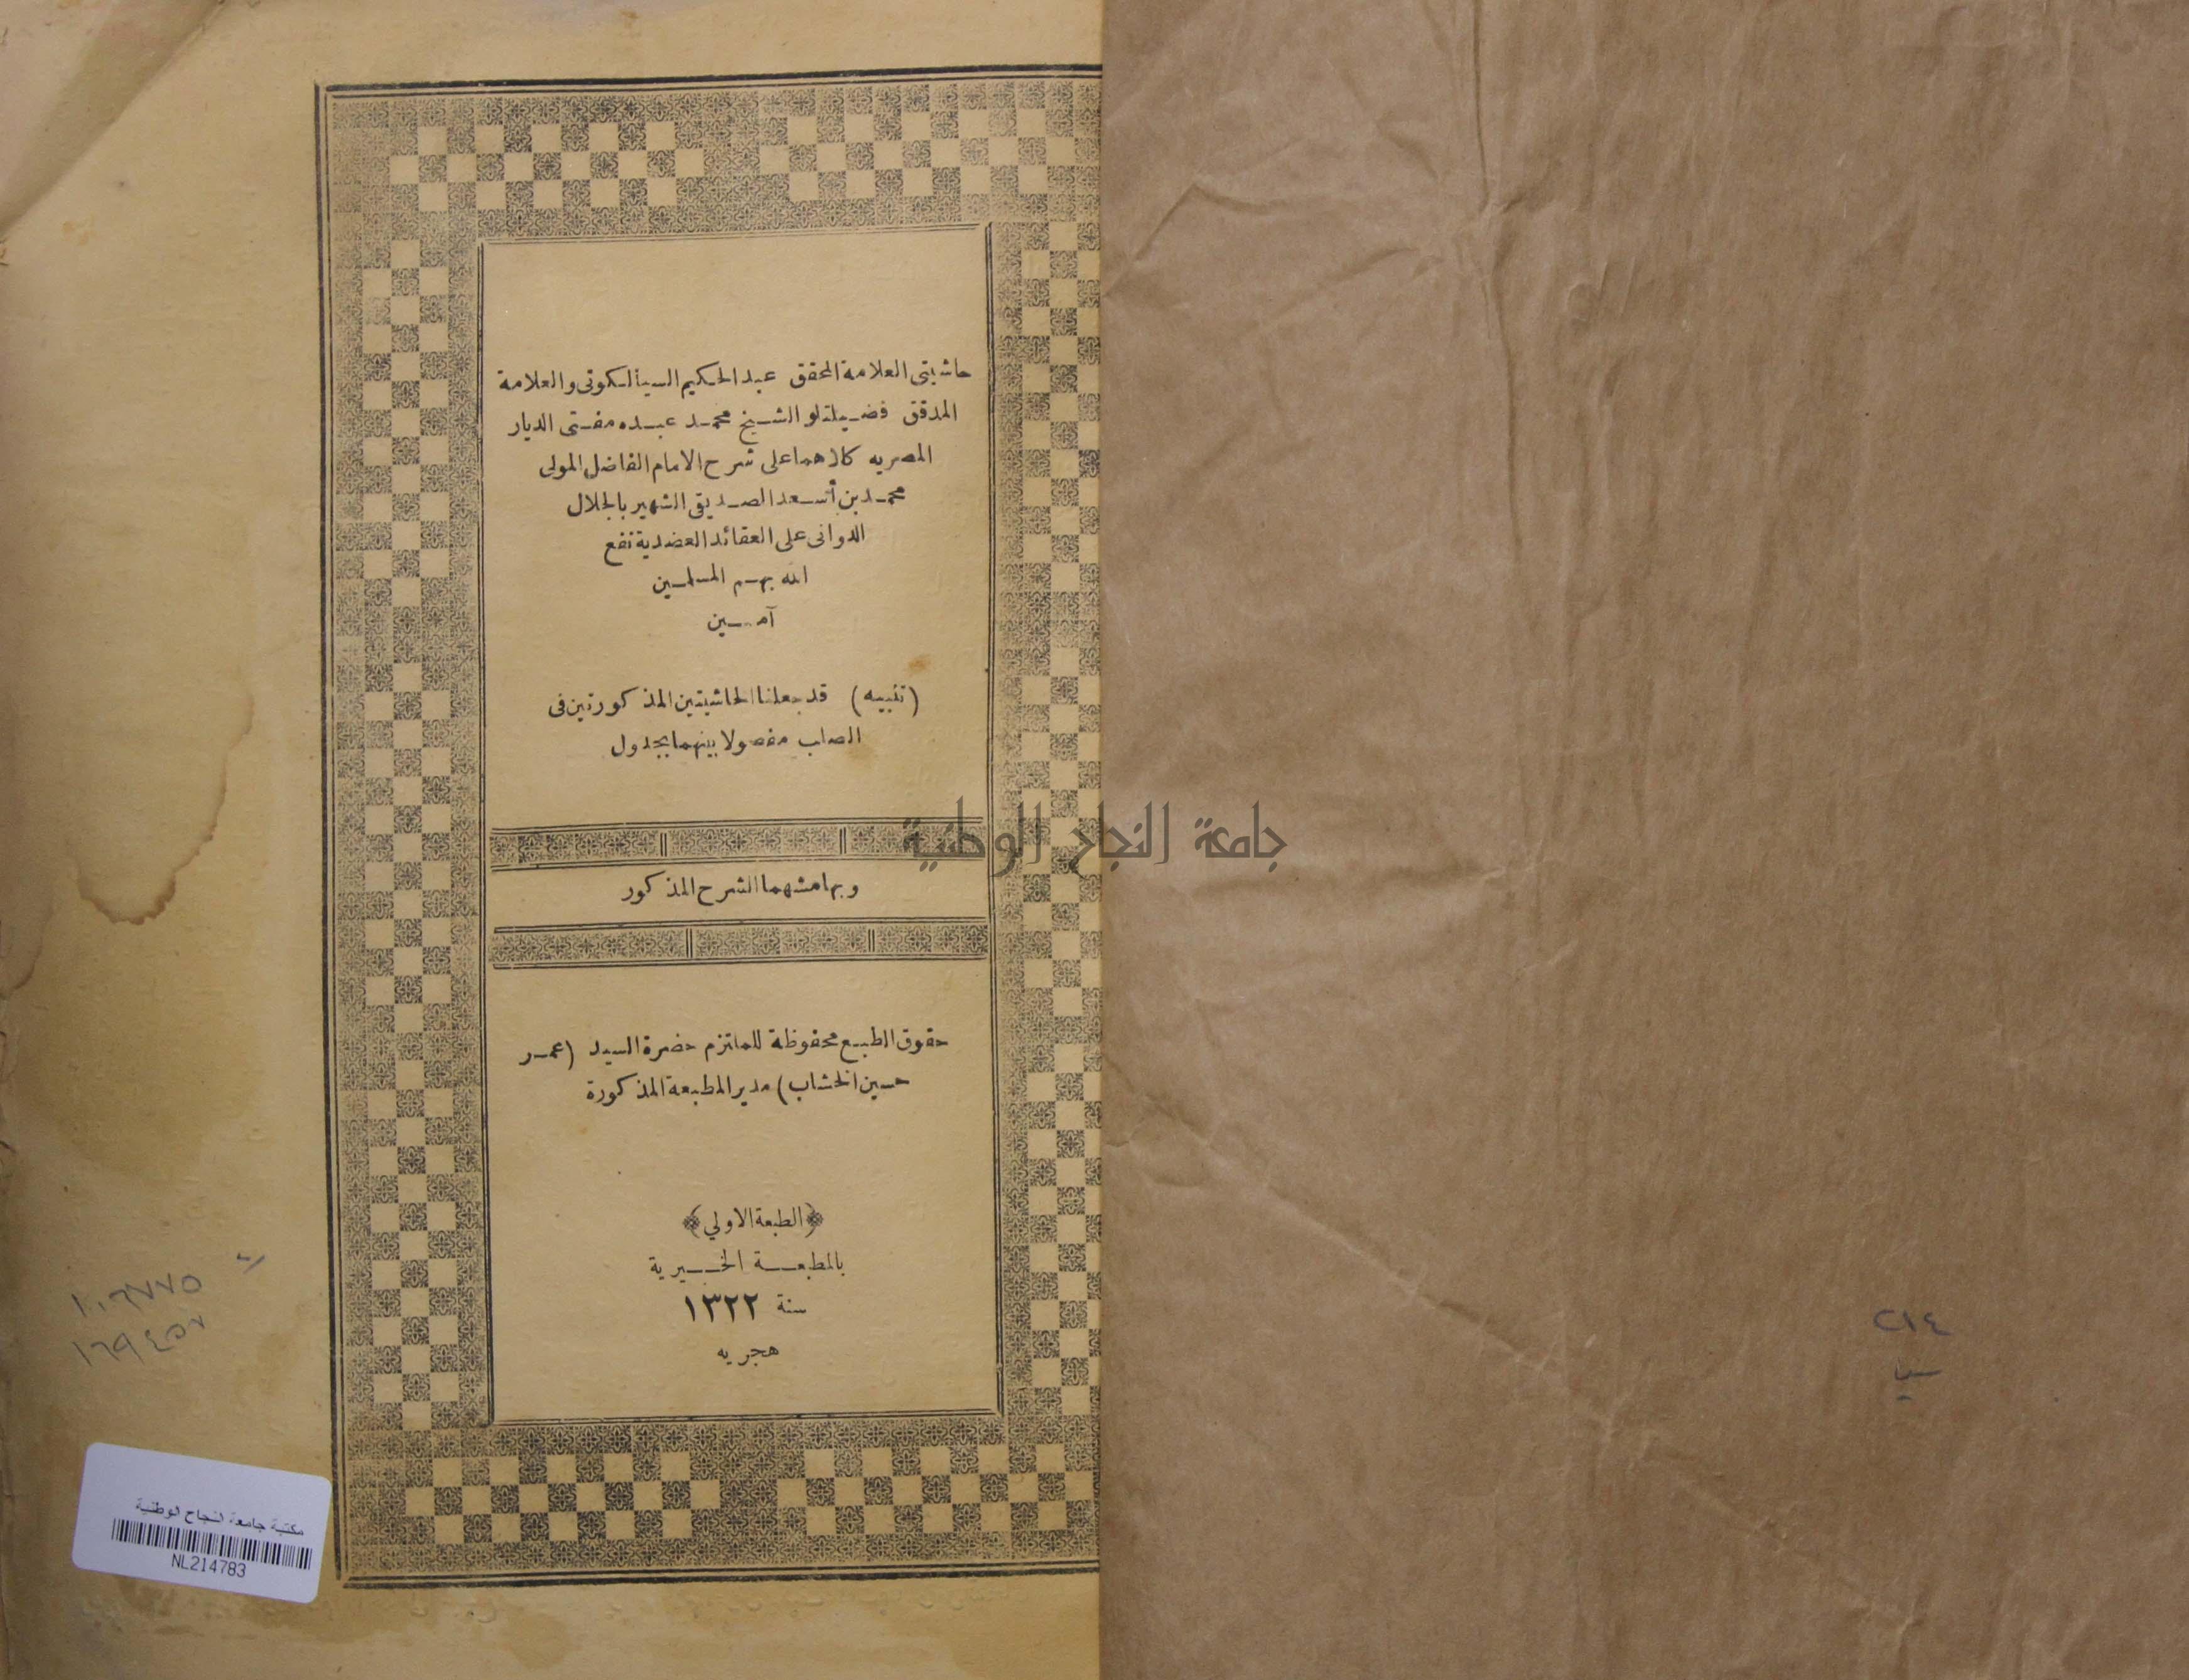 حاشيتى العلامة المحقق عبد الحكيم السيالكوتى والعلامة
المدقق فضيلتلو الشيخ محمد عبده مفتى الديار
المصريه كلاهما على شرح الامام الفاضل المولى
محمد بن أسعد الصديقى الشهير بالجلال
الدوانى على العقائد العضدية نفع
الله بهم المسلمين
آمين
(تنبيه) قد جعلنا الحاشيتين المذكورتين فى
الصلب مفصولا بينهما بجدول
جامعة النجاح الوطنية
وبهامشهما الشرح المذكور
حقوق الطبع محفوظة للملتزم حضرة السيد (عمر
حسين الخشاب) مدير المطبعة المذكورة
﴿الطبعة الاولي﴾
بالمطبعة الخيرية
سنة ١٣٢٢
هجريه
١٠٦٧٧٥
٢١٤
مكتبة جامعة النجاح الوطنية
NL214783